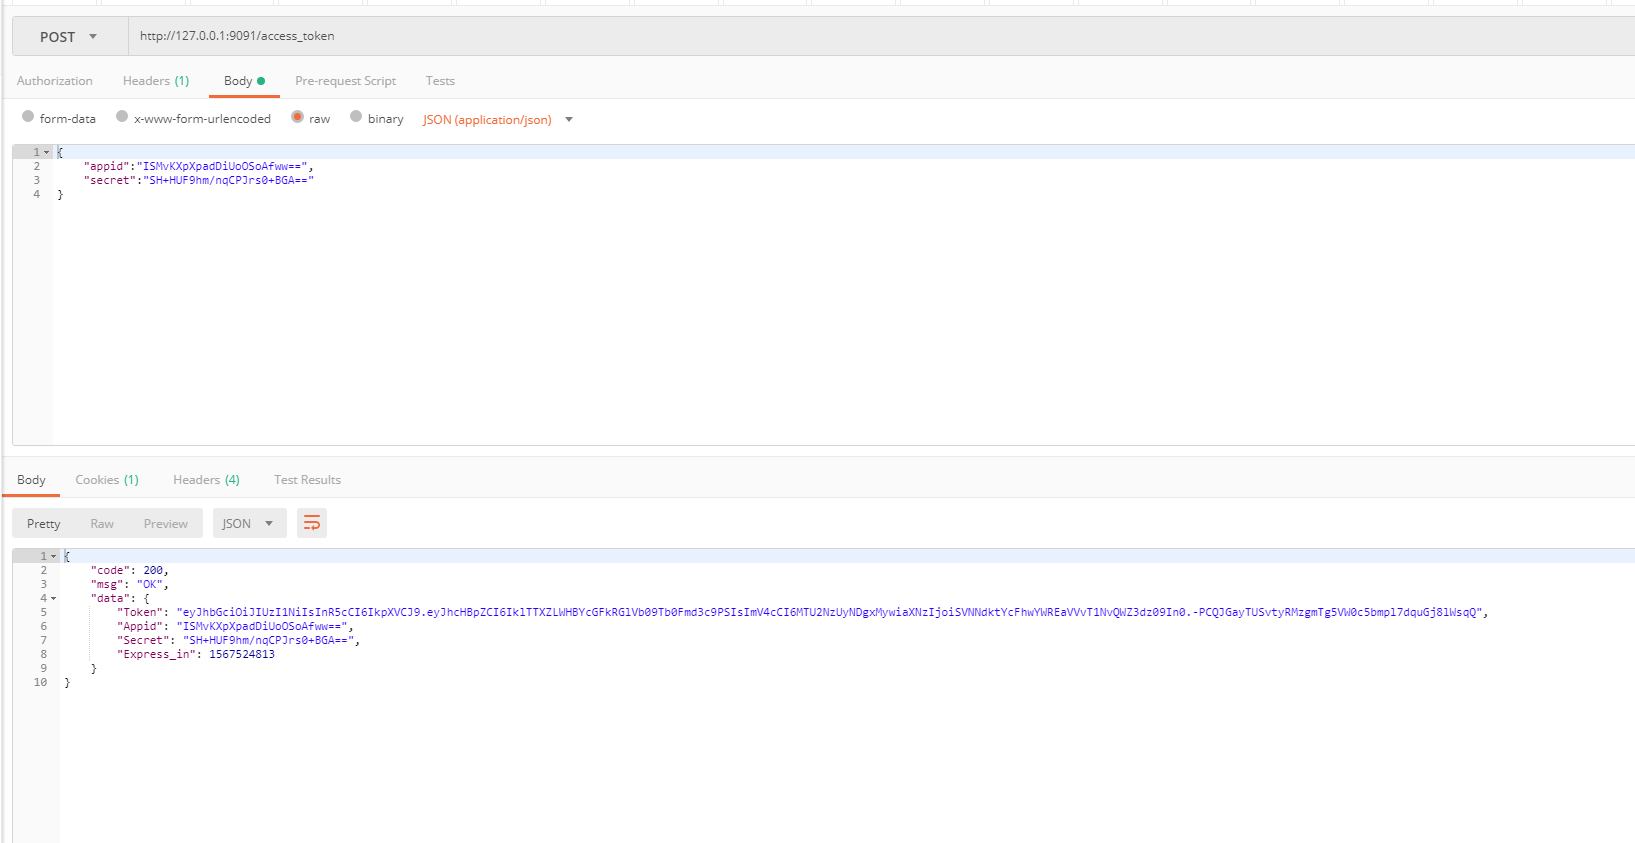 POST http://127.0.0.1:9091/access_token
Authorization Headers (1) Body Pre-request Script Tests
form-data x-www-form-urlencoded raw binary JSON (application/json)
1 {
2 "appid":"ISMvKXpXpadDiUoOSoAfww==",
3 "secret":"SH+HUF9hm/nqCPJrs0+BGA=="
4 }
Body Cookies (1) Headers (4) Test Results
Pretty Raw Preview JSON
1 {
2 "code": 200,
3 "msg": "OK",
4 "data": {
5 "Token": "eyJhbGciOiJIUzI1NiIsInR5cCI6IkpXVCJ9.eyJhcHBpZCI6IklTTXZLWHBYcGFkRGlVb09Tb0Fmd3c9PSIsImV4cCI6MTU2NzUyNDgxMywiaXNzIjoiSVNNdktYcFhwYWREaVVvT1NvQWZ3dz09In0.-PCQJGayTUSvtyRMzgmTg5VW0c5bmpl7dquGj8lWsqQ",
6 "Appid": "ISMvKXpXpadDiUoOSoAfww==",
7 "Secret": "SH+HUF9hm/nqCPJrs0+BGA==",
8 "Express_in": 1567524813
9 }
10 }